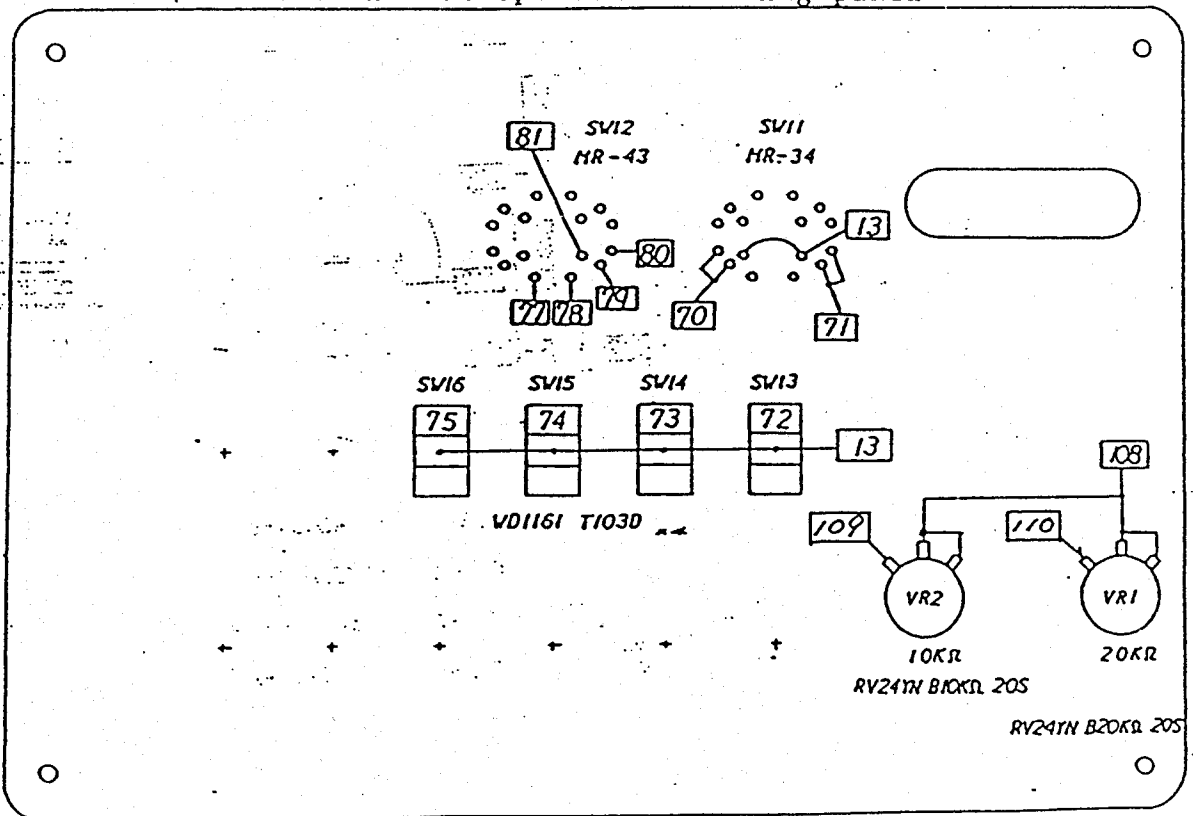 81
SW12
SW11
HR-43
HR-34
13
80
79
77
78
70
71
SW16
SW15
SW14
SW13
75
74
73
72
13
108
109
110
WD1161 T103D
VR2
VR1
10KΩ
20KΩ
RV24YN B10KΩ 20S
RV24YN B20KΩ 20S